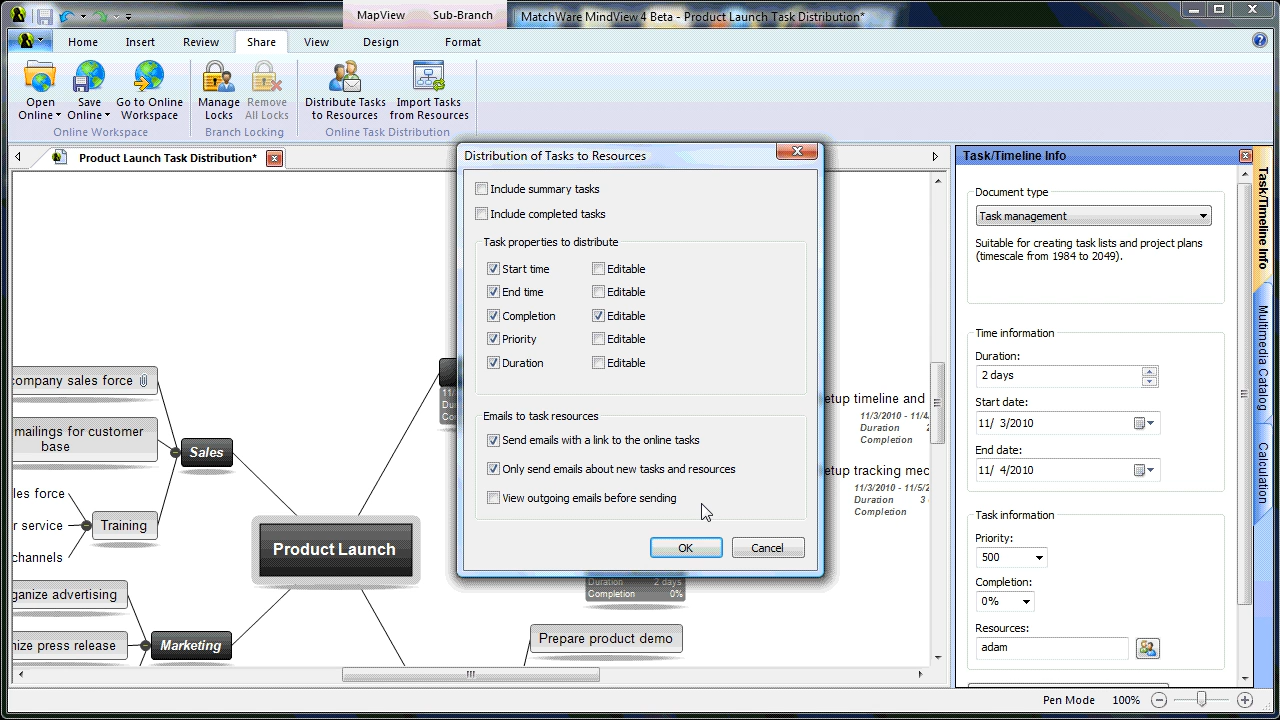 MapView
Sub-Branch
MatchWare MindView 4 Beta - Product Launch Task Distribution*
Home
Insert
Review
Share
View
Design
Format
Open Online
Save Online
Go to Online Workspace
Manage Locks
Remove All Locks
Distribute Tasks to Resources
Import Tasks from Resources
Online Workspace
Branch Locking
Online Task Distribution
Product Launch Task Distribution*
company sales force
mailings for customer
base
Sales
les force
r service
channels
Training
Product Launch
ganize advertising
nize press release
Marketing
11/
Du
Co
Duration 2 days
Completion 0%
Prepare product demo
etup timeline and
11/3/2010 - 11/4
Duration 2
Completion
etup tracking mec
11/3/2010 - 11/5/2
Duration 3
Completion
Distribution of Tasks to Resources
Include summary tasks
Include completed tasks
Task properties to distribute
Start time Editable
End time Editable
Completion Editable
Priority Editable
Duration Editable
Emails to task resources
Send emails with a link to the online tasks
Only send emails about new tasks and resources
View outgoing emails before sending
OK
Cancel
Task/Timeline Info
Document type
Task management
Suitable for creating task lists and project plans
(timescale from 1984 to 2049).
Time information
Duration:
2 days
Start date:
11/ 3/2010
End date:
11/ 4/2010
Task information
Priority:
500
Completion:
0%
Resources:
adam
Task/Timeline Info
Multimedia Catalog
Calculation
Pen Mode
100%